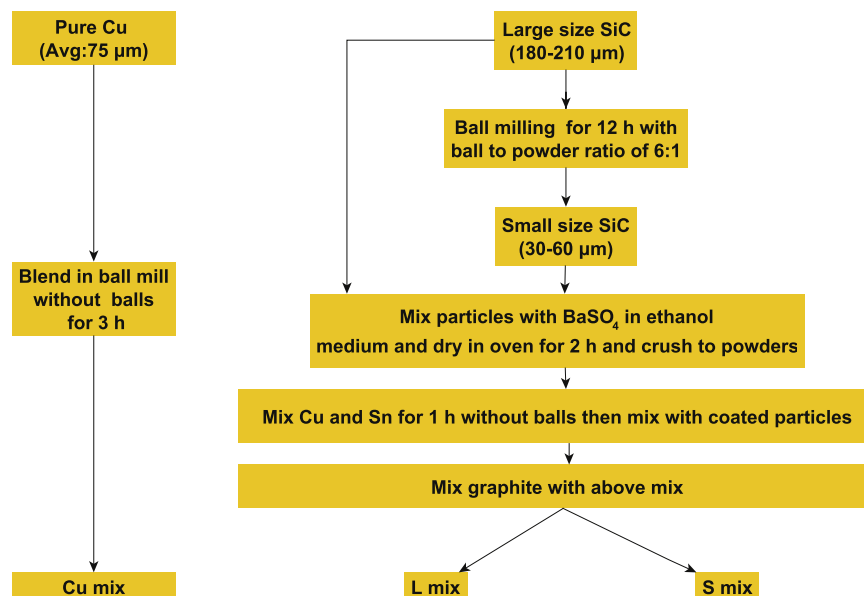 Pure Cu
(Avg:75 µm)
Blend in ball mill
without balls
for 3 h
Cu mix
Large size SiC
(180-210 µm)
Ball milling for 12 h with
ball to powder ratio of 6:1
Small size SiC
(30-60 µm)
Mix particles with BaSO₄ in ethanol
medium and dry in oven for 2 h and crush to powders
Mix Cu and Sn for 1 h without balls then mix with coated particles
Mix graphite with above mix
L mix
S mix